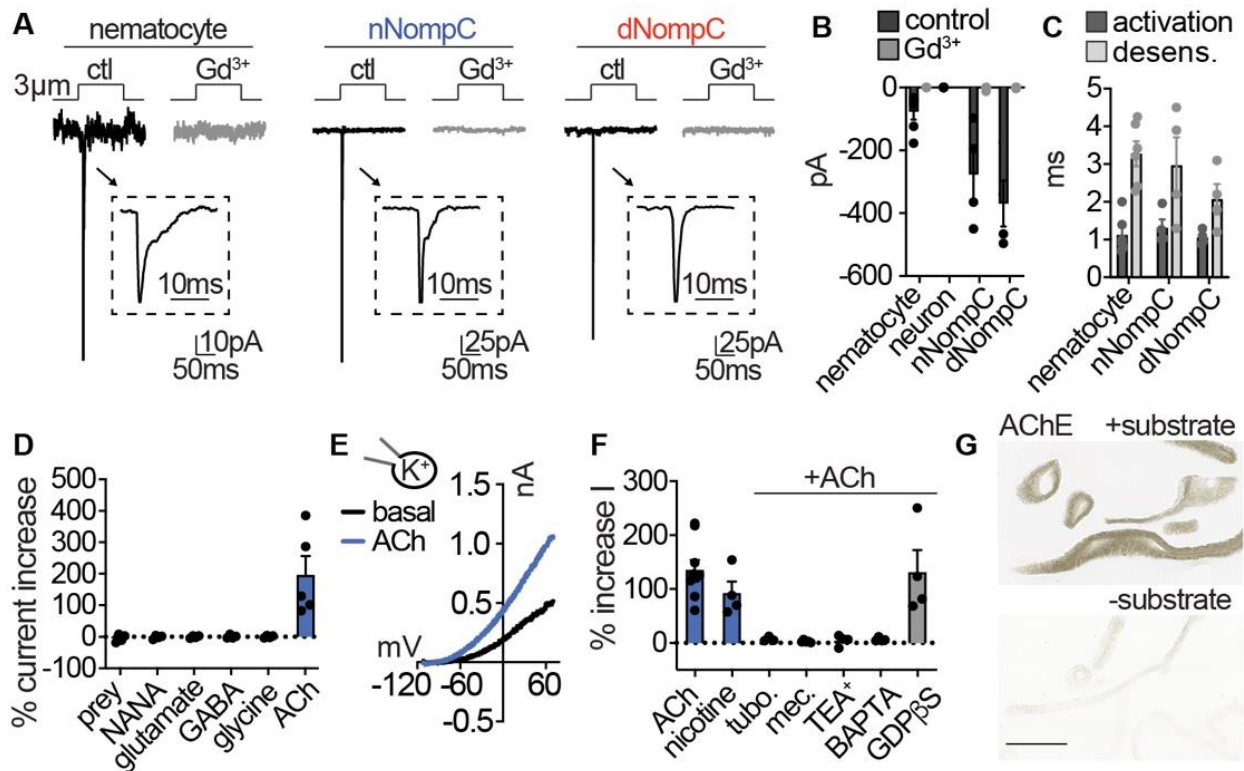 A
nematocyte nNompC dNompC
ctl Gd³⁺ ctl Gd³⁺ ctl Gd³⁺
3µm
10ms 10ms 10ms
10pA 25pA 25pA
50ms 50ms 50ms
B
control
Gd³⁺
0
-200
-400
-600
pA
nematocyte
neuron
nNompC
dNompC
C
activation
desens.
5
4
3
2
1
0
ms
nematocyte
nNompC
dNompC
D
% current increase
500
400
300
200
100
0
-100
prey
NANA
glutamate
GABA
glycine
ACh
E
K⁺
basal
ACh
nA
1.5
1.0
0.5
-0.5
mV
-120 -60 60
F
+ACh
% increase I
300
200
100
0
ACh
nicotine
tubo.
mec.
TEA⁺
BAPTA
GDPβS
G
AChE +substrate
-substrate